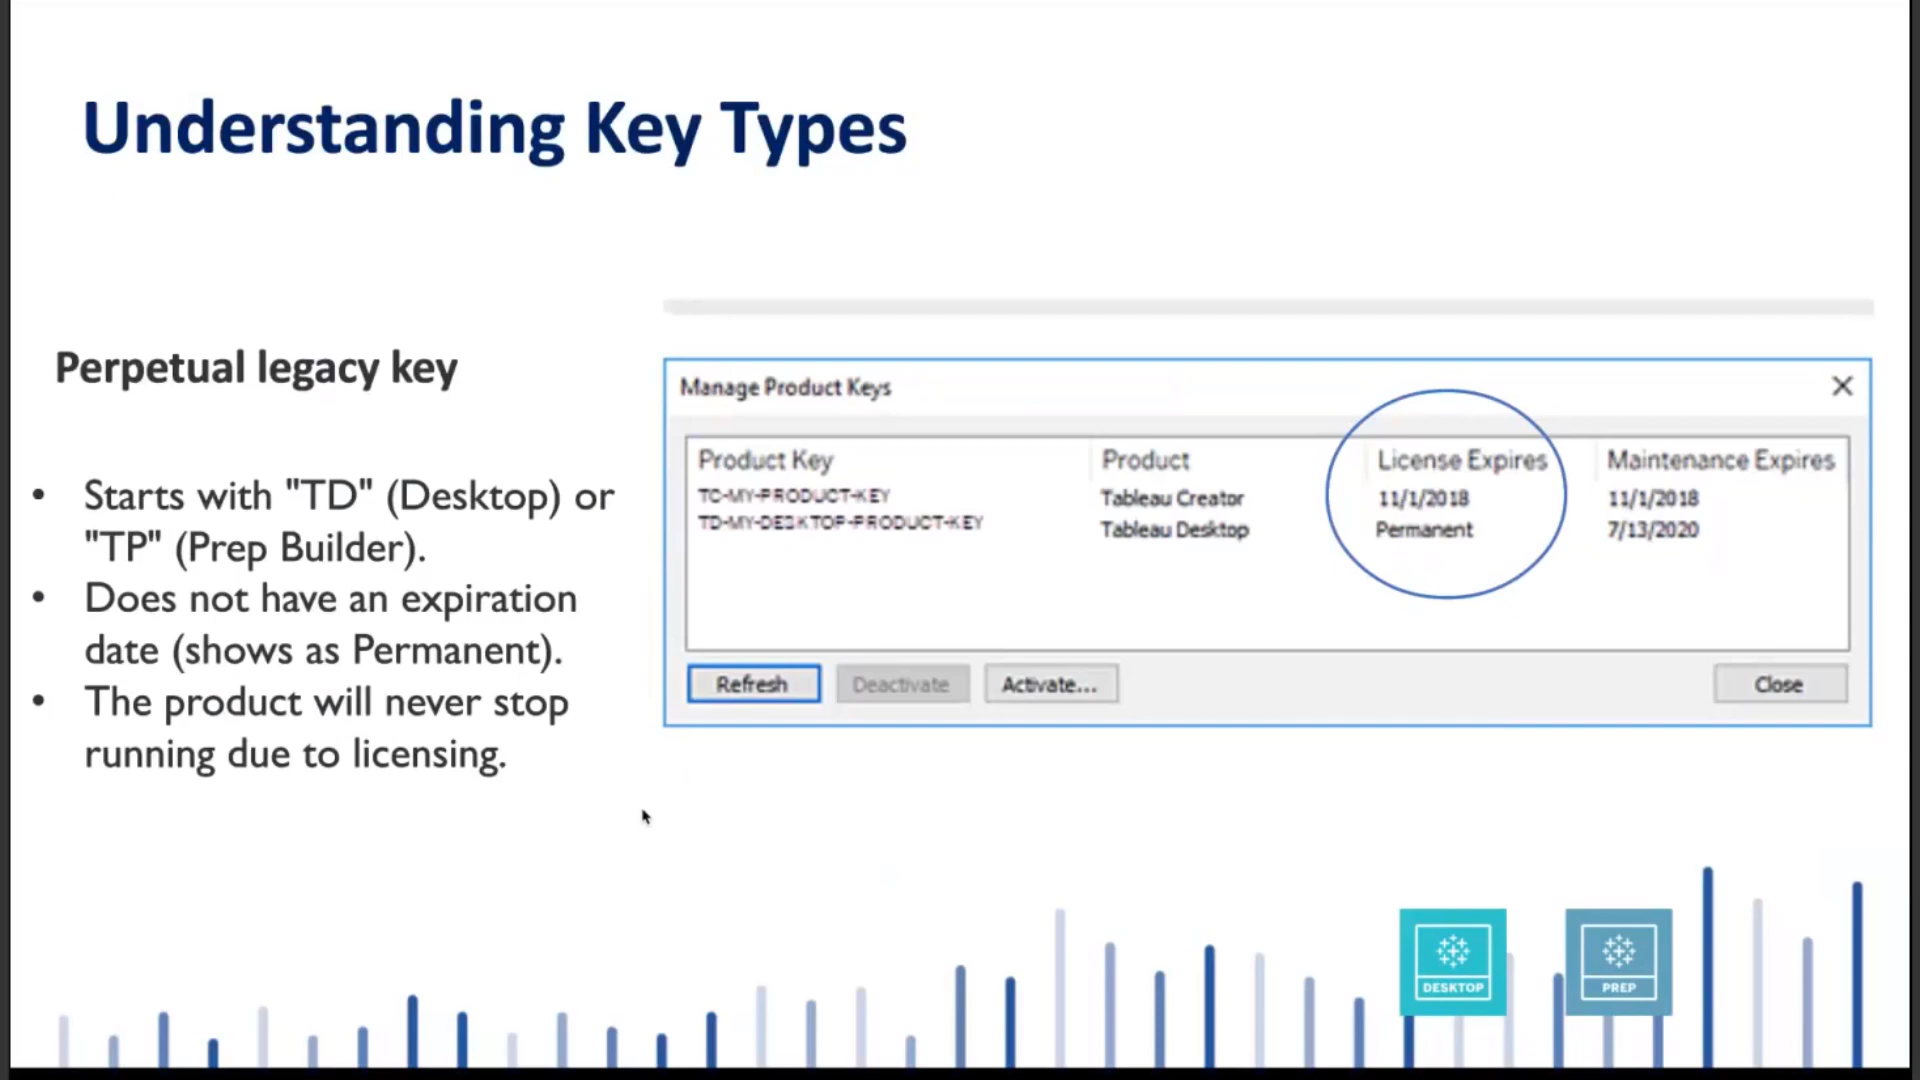 Understanding Key Types
Perpetual legacy key
• Starts with "TD" (Desktop) or
"TP" (Prep Builder).
• Does not have an expiration
date (shows as Permanent).
• The product will never stop
running due to licensing.
Manage Product Keys
Product Key Product License Expires Maintenance Expires
TC-MY-PRODUCT-KEY Tableau Creator 11/1/2018 11/1/2018
TD-MY-DESKTOP-PRODUCT-KEY Tableau Desktop Permanent 7/13/2020
Refresh Deactivate Activate... Close
DESKTOP PREP